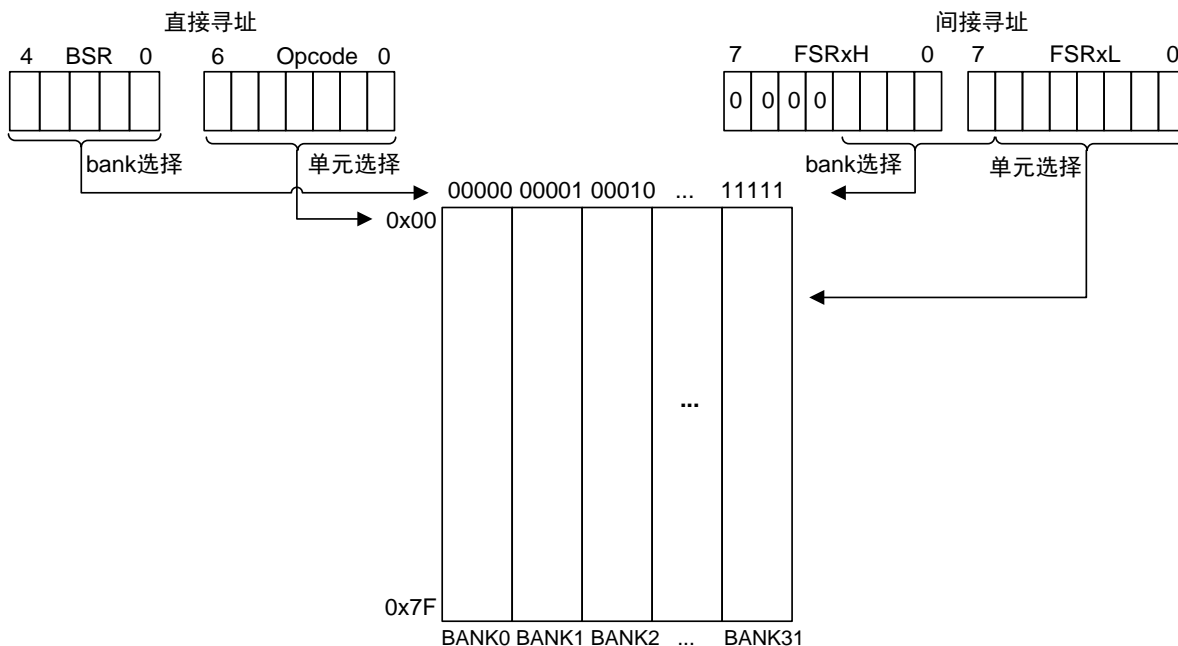 直接寻址
间接寻址
4 BSR 0 6 Opcode 0
7 FSRxH 0 7 FSRxL 0
0 0 0 0
bank选择 单元选择
bank选择 单元选择
00000 00001 00010 ... 11111
0x00
...
0x7F
BANK0 BANK1 BANK2 ... BANK31